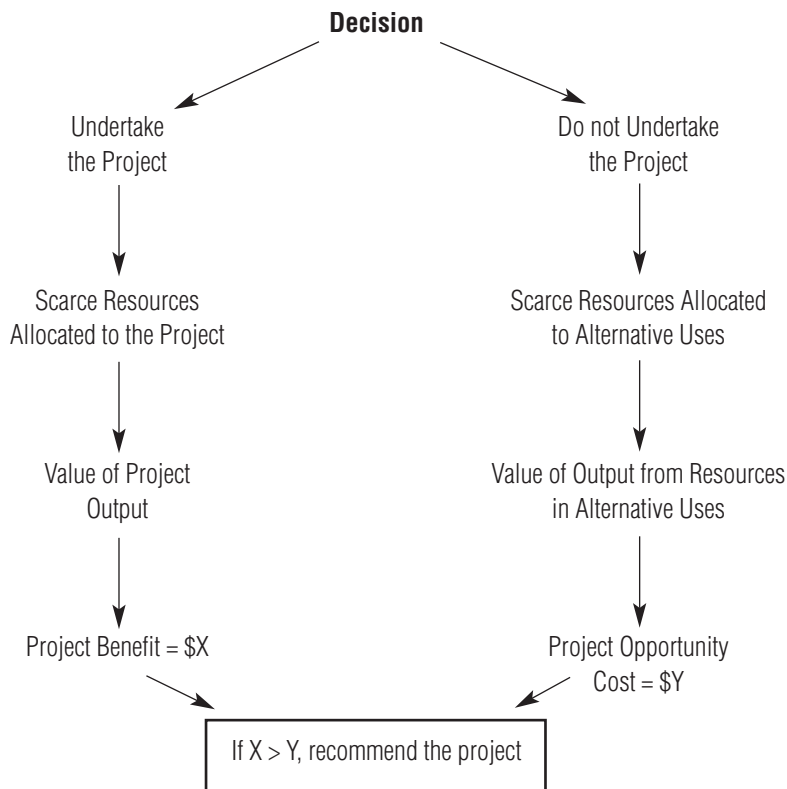 Decision
Undertake
the Project
Do not Undertake
the Project
Scarce Resources
Allocated to the Project
Scarce Resources Allocated
to Alternative Uses
Value of Project
Output
Value of Output from Resources
in Alternative Uses
Project Benefit = $X
Project Opportunity
Cost = $Y
If X > Y, recommend the project